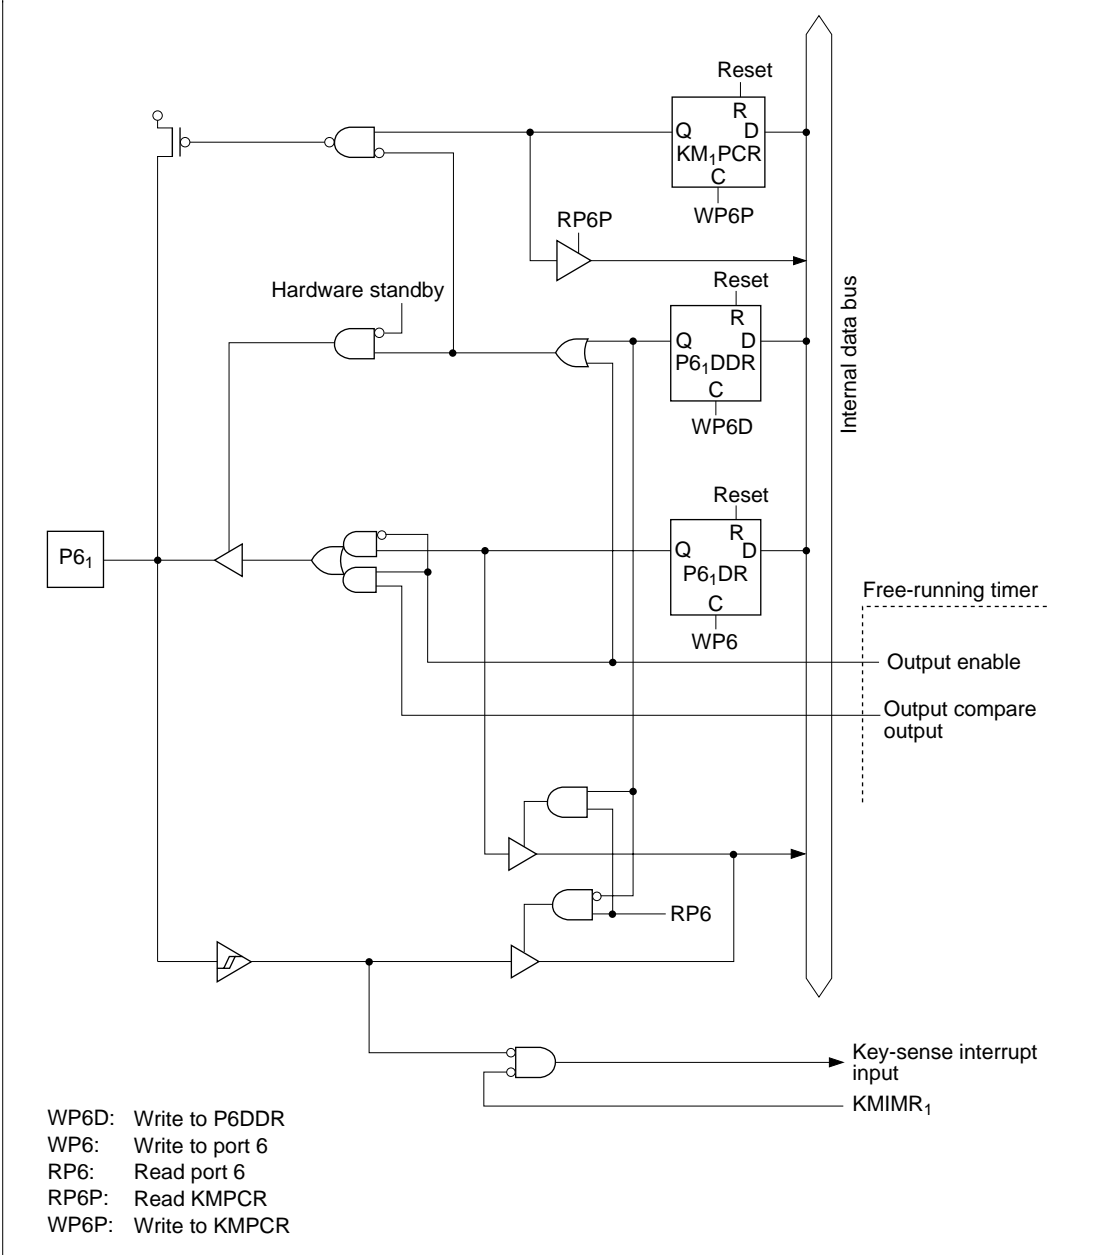 Reset
R
Q D
KM₁PCR
C
WP6P
RP6P
Hardware standby
Reset
R
Q D
P6₁DDR
C
WP6D
Internal data bus
Reset
R
Q D
P6₁DR
C
WP6
P6₁
Free-running timer
Output enable
Output compare
output
RP6
Key-sense interrupt
input
KMIMR₁
WP6D: Write to P6DDR
WP6: Write to port 6
RP6: Read port 6
RP6P: Read KMPCR
WP6P: Write to KMPCR